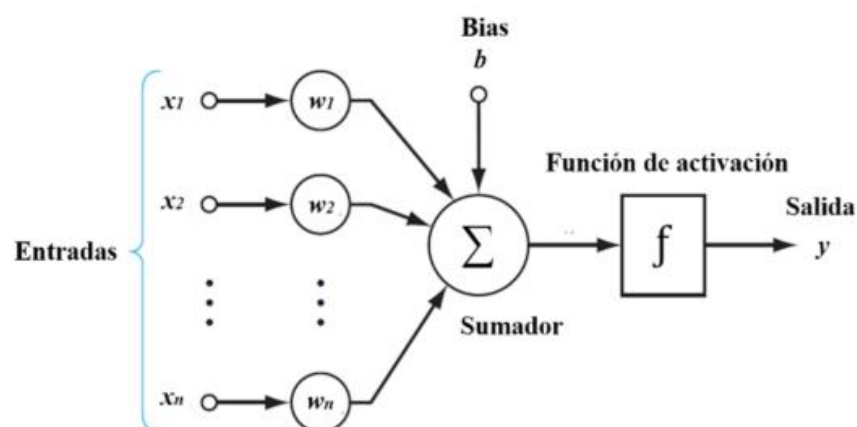 Bias
b
x1
w1
Función de activación
x2
w2
Σ
f
Salida
y
Entradas
Sumador
xn
wn